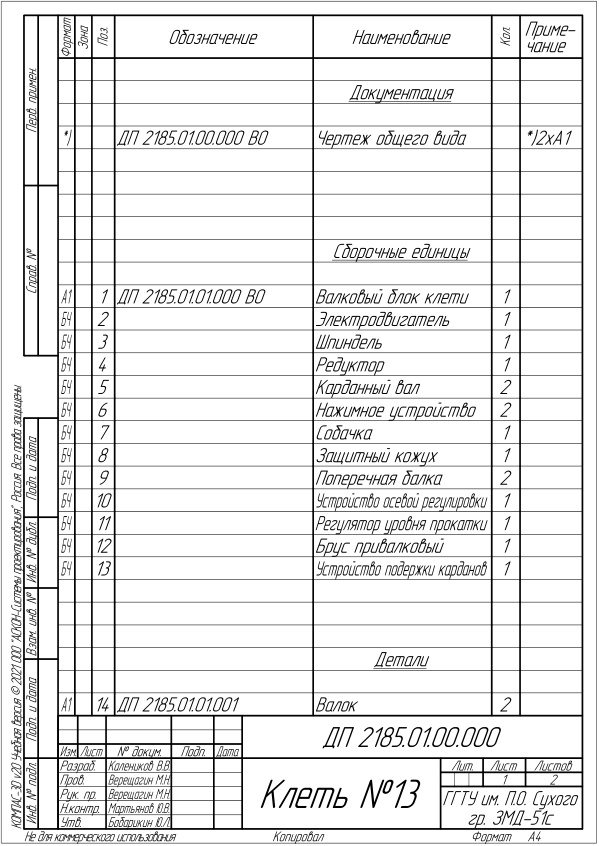 Формат Зона Поз. Обозначение Наименование Кол. Приме-
чание
Документация
*) ДП 2185.01.00.000 ВО Чертеж общего вида *)2хА1
Сборочные единицы
А1 1 ДП 2185.01.01.000 ВО Валковый блок клети 1
БЧ 2 Электродвигатель 1
БЧ 3 Шпиндель 1
БЧ 4 Редуктор 1
БЧ 5 Карданный вал 2
БЧ 6 Нажимное устройство 2
БЧ 7 Собачка 1
БЧ 8 Защитный кожух 1
БЧ 9 Поперечная балка 2
БЧ 10 Устройство осевой регулировки 1
БЧ 11 Регулятор уровня прокатки 1
БЧ 12 Брус привалковый 1
БЧ 13 Устройство подержки карданов 1
Детали
А1 14 ДП 2185.01.01.001 Валок 2
Перв. примен.
Справ. №
Подп. и дата
Инв. № дубл.
Взам. инв. №
Подп. и дата
Инв. № подл.
КОМПАС-3D v20 Учебная версия © 2021 ООО "АСКОН-Системы проектирования", Россия. Все права защищены.
ДП 2185.01.00.000
Изм. Лист № докум. Подп. Дата
Разраб. Калеников В.В.
Пров. Верещагин М.Н.
Рук. пр. Верещагин М.Н.
Н.контр. Мартьянов Ю.В.
Утв. Бобарикин Ю.Л.
Клеть №13
Лит. Лист Листов
1 2
ГГТУ им. П.О. Сухого
гр. ЗМД-51с
Не для коммерческого использования Копировал Формат А4